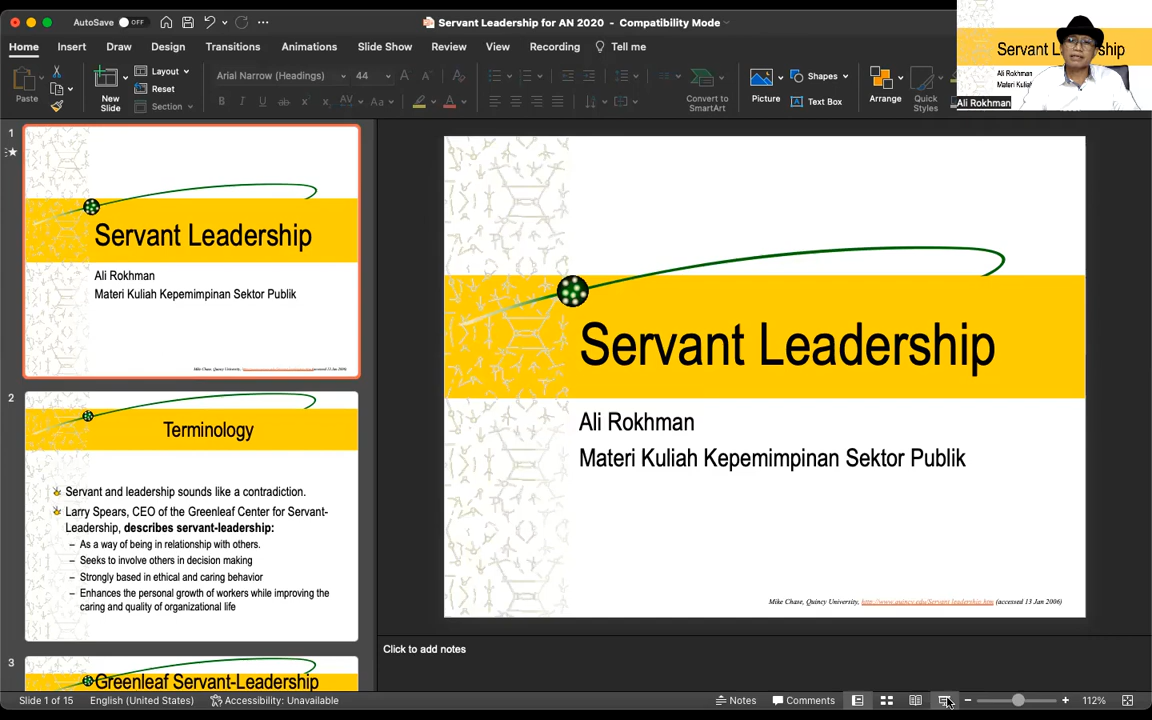 AutoSave OFF
Servant Leadership for AN 2020 - Compatibility Mode
Home Insert Draw Design Transitions Animations Slide Show Review View Recording Tell me
Paste
New
Slide
Layout
Reset
Section
Arial Narrow (Headings) 44
Convert to
SmartArt
Picture
Shapes
Text Box
Arrange
Quick
Styles
Ali Rokhman
Ali Rokhman
1
Servant Leadership
Ali Rokhman
Materi Kuliah Kepemimpinan Sektor Publik
2
Terminology
Servant and leadership sounds like a contradiction.
Larry Spears, CEO of the Greenleaf Center for Servant-
Leadership, describes servant-leadership:
– As a way of being in relationship with others.
– Seeks to involve others in decision making
– Strongly based in ethical and caring behavior
– Enhances the personal growth of workers while improving the
caring and quality of organizational life
3
Greenleaf Servant-Leadership
Servant Leadership
Ali Rokhman
Materi Kuliah Kepemimpinan Sektor Publik
Mike Chase, Quincy University, http://www.quincy.edu/Servant leadership.htm (accessed 13 Jan 2006)
Click to add notes
Slide 1 of 15 English (United States) Accessibility: Unavailable Notes Comments 112%